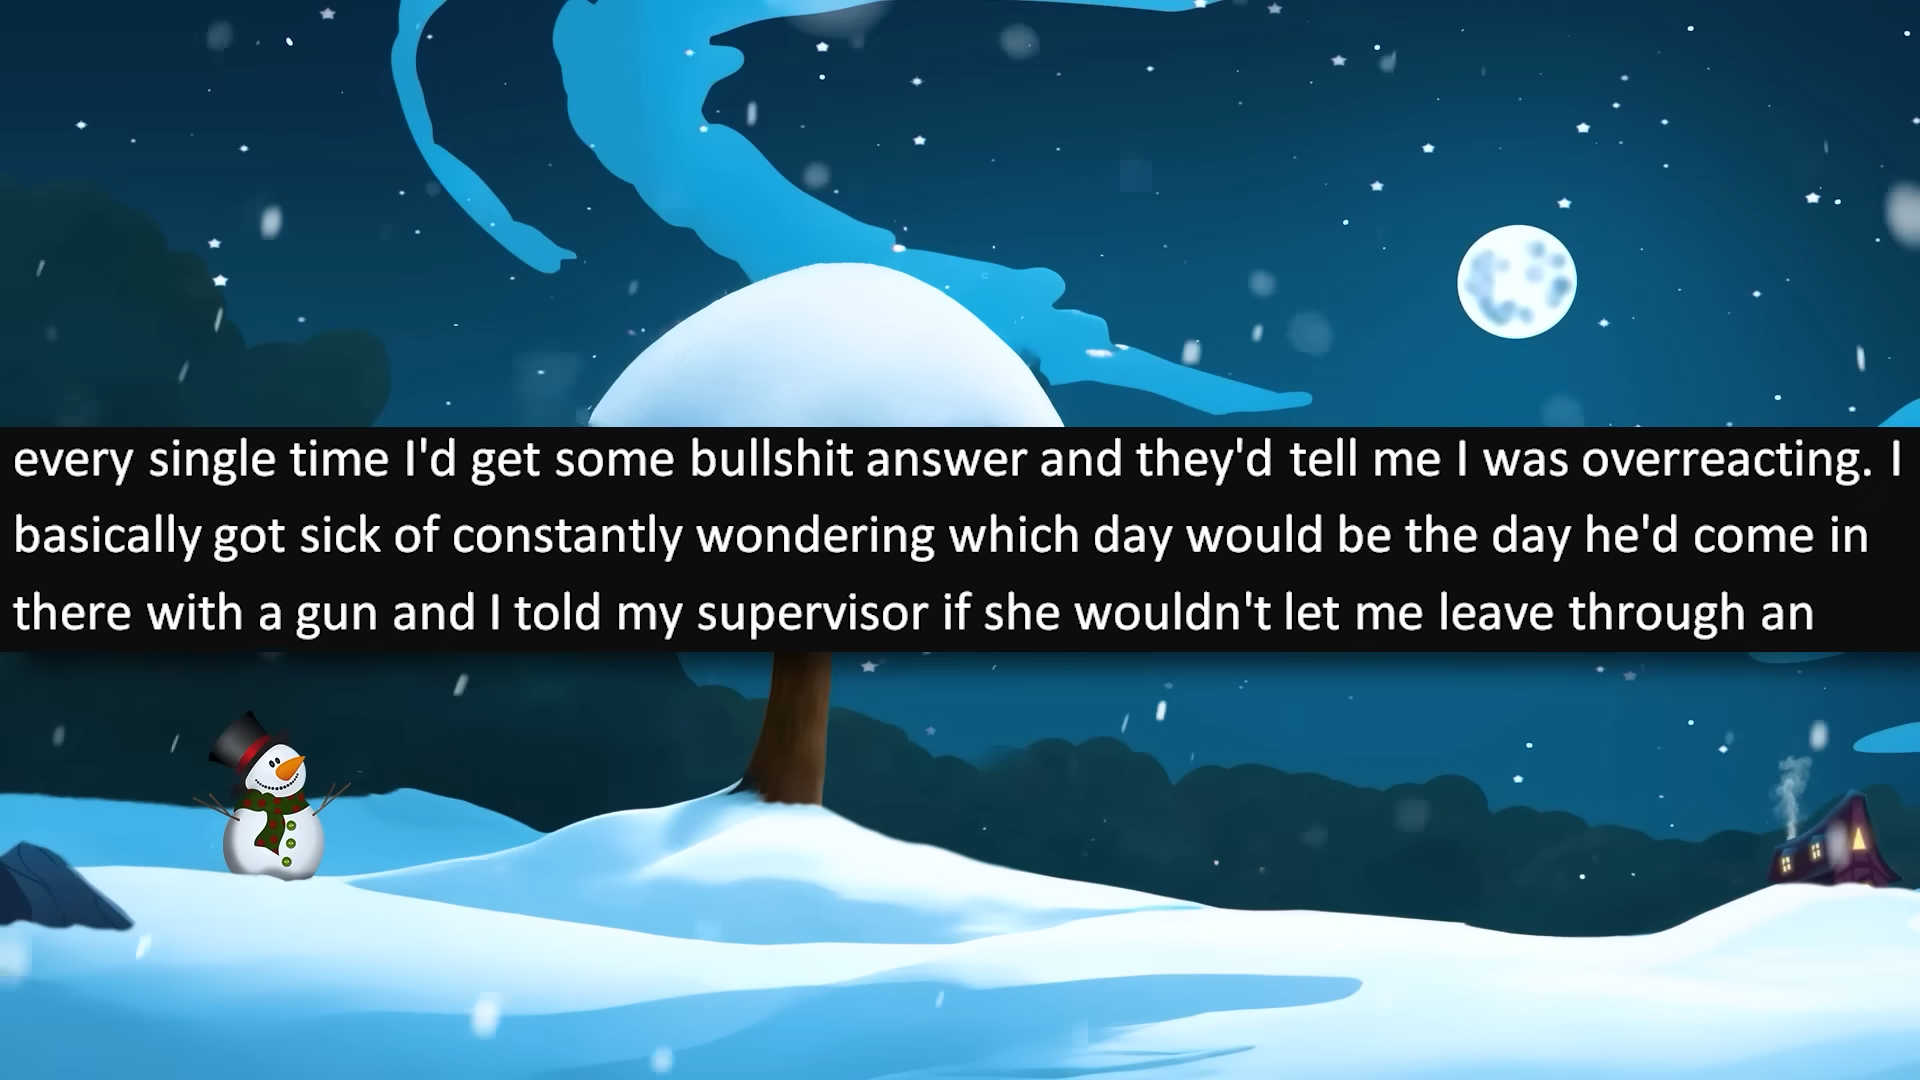 every single time I'd get some bullshit answer and they'd tell me I was overreacting. I
basically got sick of constantly wondering which day would be the day he'd come in
there with a gun and I told my supervisor if she wouldn't let me leave through an